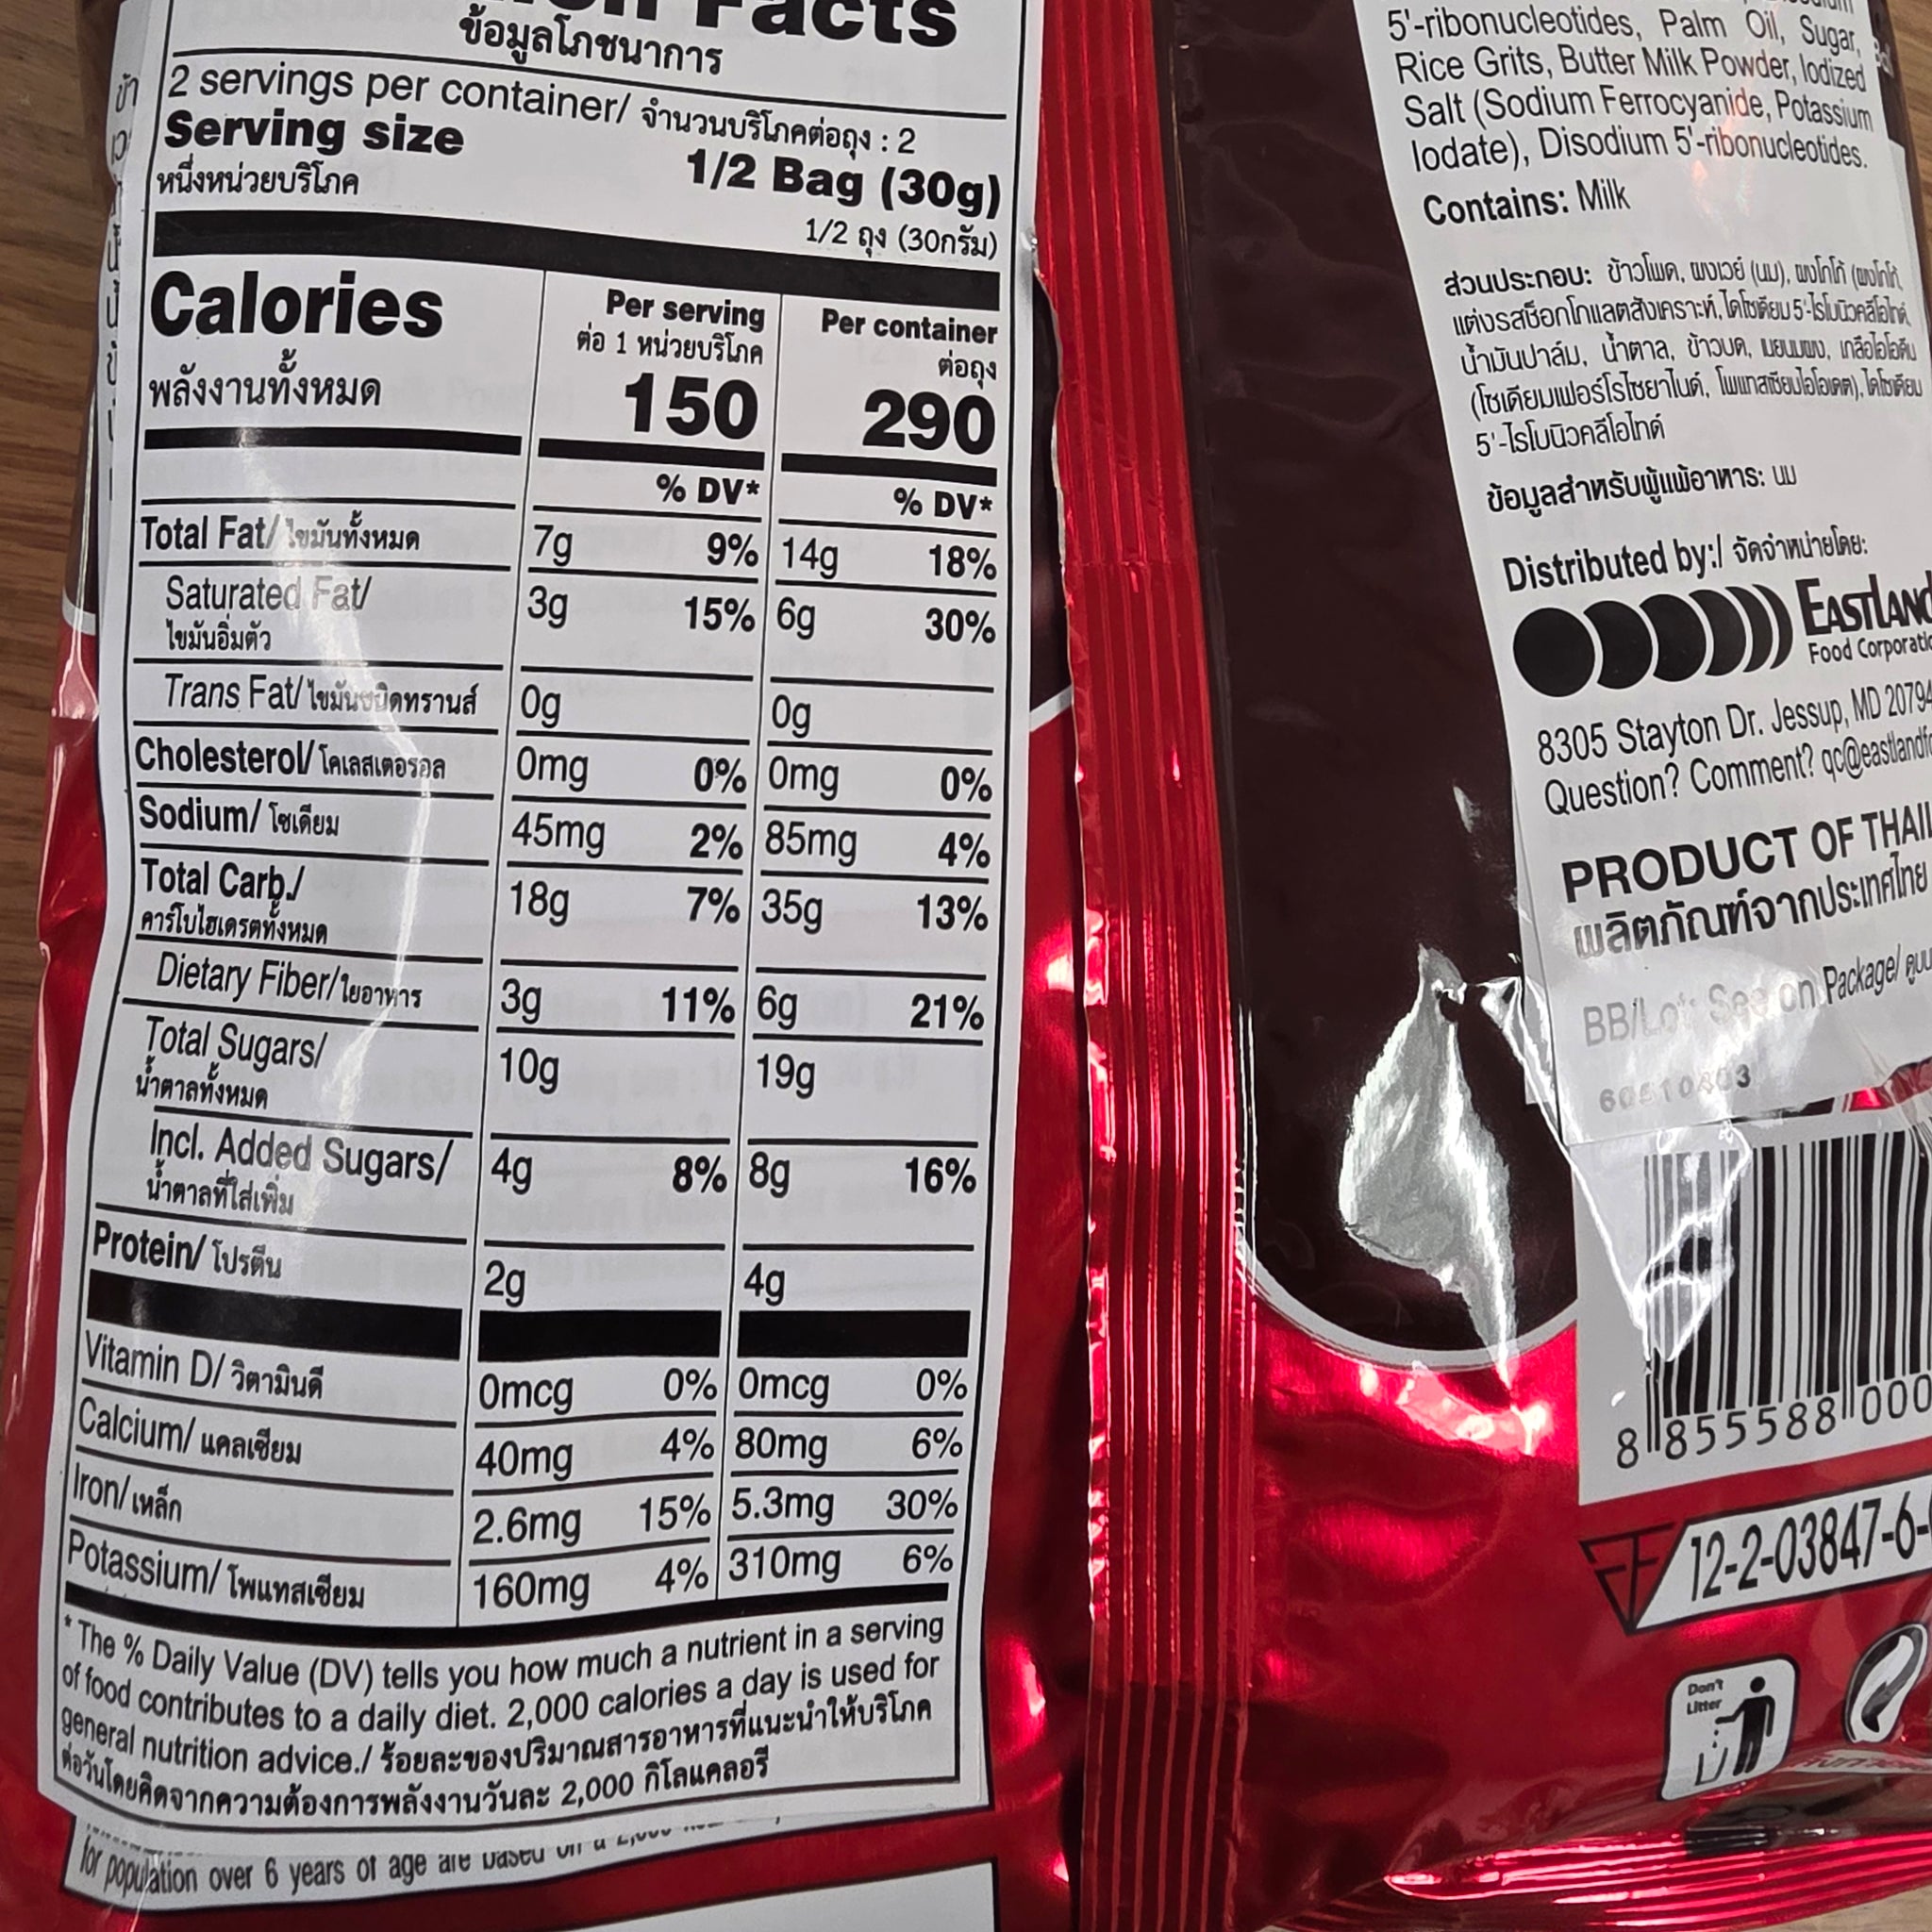 Facts
ข้อมูลโภชนาการ
2 servings per container/ จำนวนบริโภคต่อถุง : 2
Serving size 1/2 Bag (30g)
หนึ่งหน่วยบริโภค 1/2 ถุง (30กรัม)
Calories Per serving Per container
ต่อ 1 หน่วยบริโภค ต่อถุง
พลังงานทั้งหมด 150 290
% DV* % DV*
Total Fat/ ไขมันทั้งหมด 7g 9% 14g 18%
Saturated Fat/ 3g 15% 6g 30%
ไขมันอิ่มตัว
Trans Fat/ ไขมันชนิดทรานส์ 0g 0g
Cholesterol/ โคเลสเตอรอล 0mg 0% 0mg 0%
Sodium/ โซเดียม 45mg 2% 85mg 4%
Total Carb./ 18g 7% 35g 13%
คาร์โบไฮเดรตทั้งหมด
Dietary Fiber/ใยอาหาร 3g 11% 6g 21%
Total Sugars/ 10g 19g
น้ำตาลทั้งหมด
Incl. Added Sugars/ 4g 8% 8g 16%
น้ำตาลที่ใส่เพิ่ม
Protein/ โปรตีน 2g 4g
Vitamin D/ วิตามินดี 0mcg 0% 0mcg 0%
Calcium/ แคลเซียม 40mg 4% 80mg 6%
Iron/ เหล็ก 2.6mg 15% 5.3mg 30%
Potassium/ โพแทสเซียม 160mg 4% 310mg 6%
* The % Daily Value (DV) tells you how much a nutrient in a serving
of food contributes to a daily diet. 2,000 calories a day is used for
general nutrition advice./ ร้อยละของปริมาณสารอาหารที่แนะนำให้บริโภค
ต่อวันโดยคิดจากความต้องการพลังงานวันละ 2,000 กิโลแคลอรี
for population over 6 years of age are based on a
5'-ribonucleotides, Palm Oil, Sugar,
Rice Grits, Butter Milk Powder, Iodized
Salt (Sodium Ferrocyanide, Potassium
Iodate), Disodium 5'-ribonucleotides.
Contains: Milk
ส่วนประกอบ: ข้าวโพด, ผงเวย์ (นม), ผงโกโก้ (ผงโกโก้,
แต่งรสช็อกโกแลตสังเคราะห์, ไดโซเดียม 5'-ไรโบนิวคลีโอไทด์,
น้ำมันปาล์ม, น้ำตาล, ข้าวบด, เนยนมผง, เกลือไอโอดีน
(โซเดียมเฟอร์โรไซยาไนด์, โพแทสเซียมไอโอเดต), ไดโซเดียม
5'-ไรโบนิวคลีโอไทด์
ข้อมูลสำหรับผู้แพ้อาหาร: นม
Distributed by:/ จัดจำหน่ายโดย:
EASTLAND
Food
8305 Stayton Dr. Jessup, MD 20794
Question? Comment?
PRODUCT OF
ผลิตภัณฑ์จากประเทศไทย
BB/Lot: See on Package/
8 855588 000
12-2-03847-6-
Don't
Litter